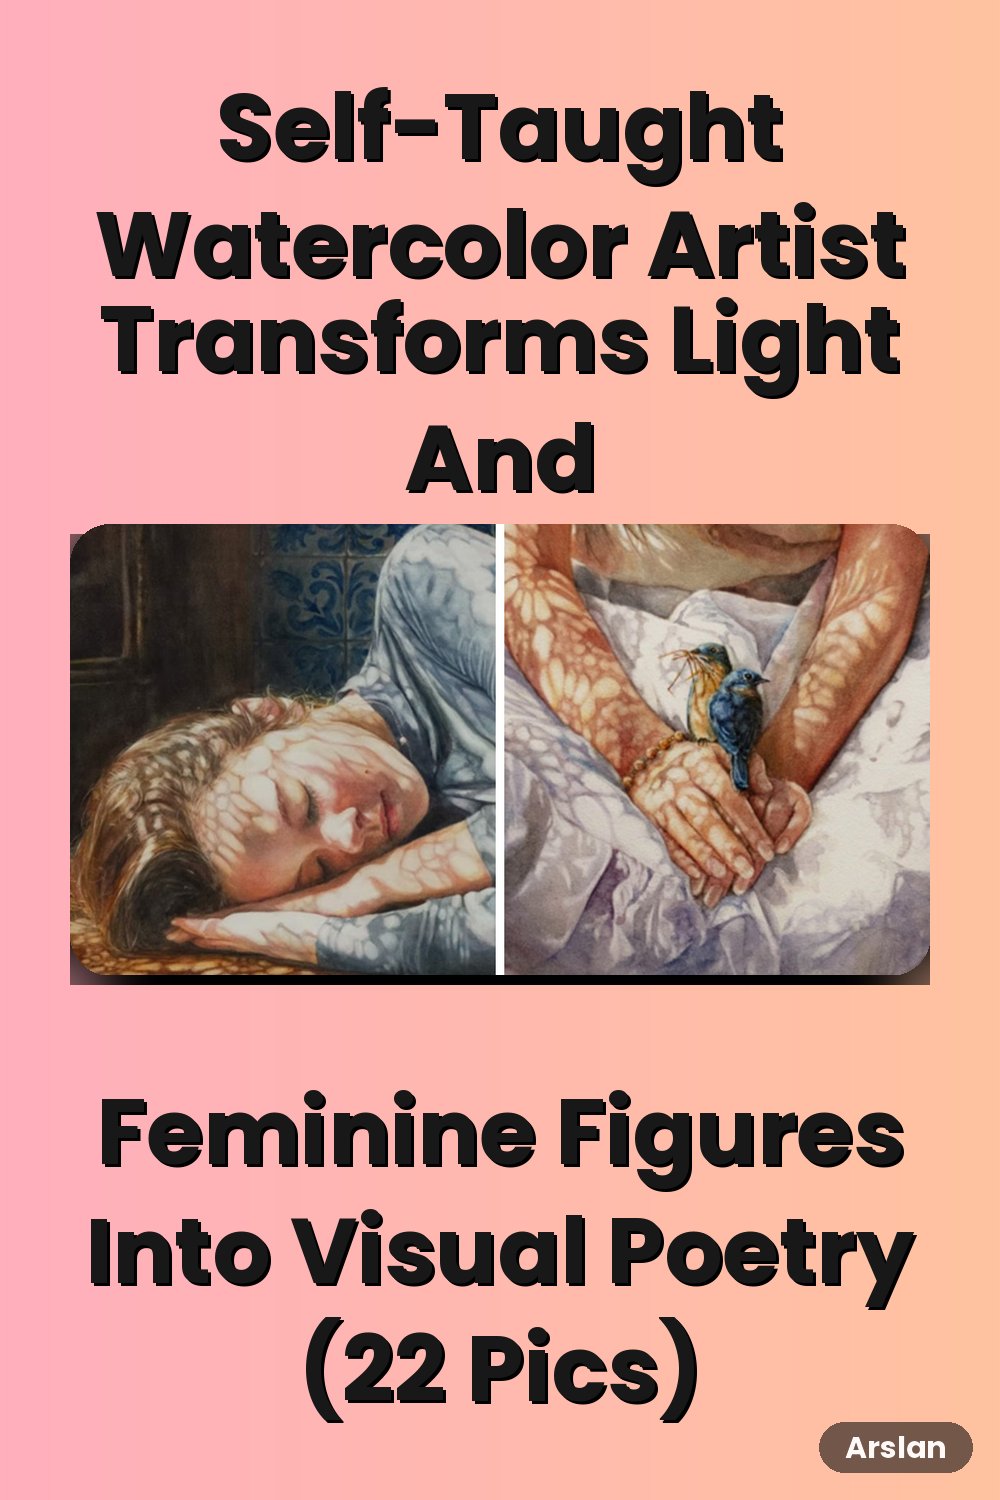 Self-Taught
Watercolor Artist
Transforms Light
And
Feminine Figures
Into Visual Poetry
(22 Pics)
Arslan